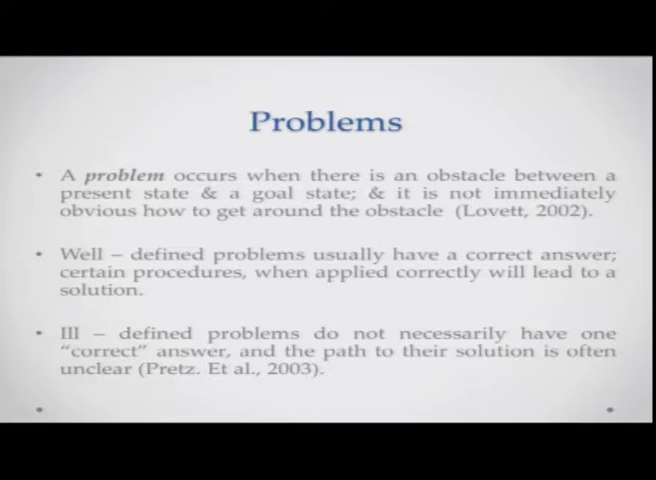 Problems
• A problem occurs when there is an obstacle between a
present state & a goal state; & it is not immediately
obvious how to get around the obstacle (Lovett, 2002).
• Well – defined problems usually have a correct answer;
certain procedures, when applied correctly will lead to a
solution.
• Ill – defined problems do not necessarily have one
“correct” answer, and the path to their solution is often
unclear (Pretz. Et al., 2003).